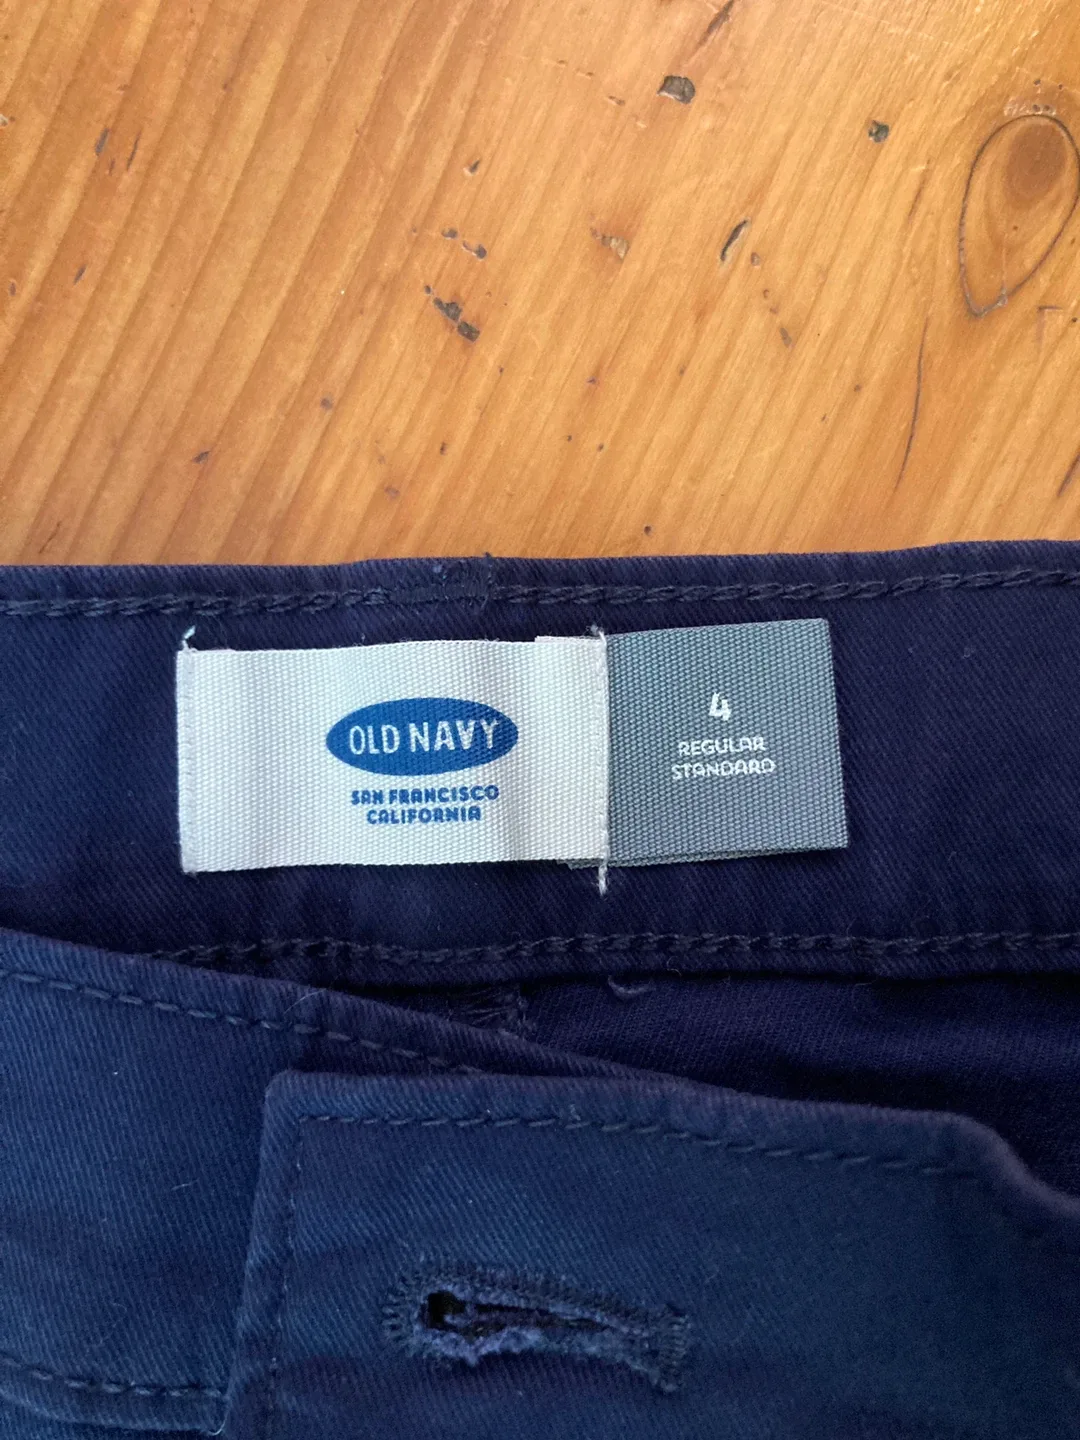 OLD NAVY
SAN FRANCISCO
CALIFORNIA
4
REGULAR
STANDARD